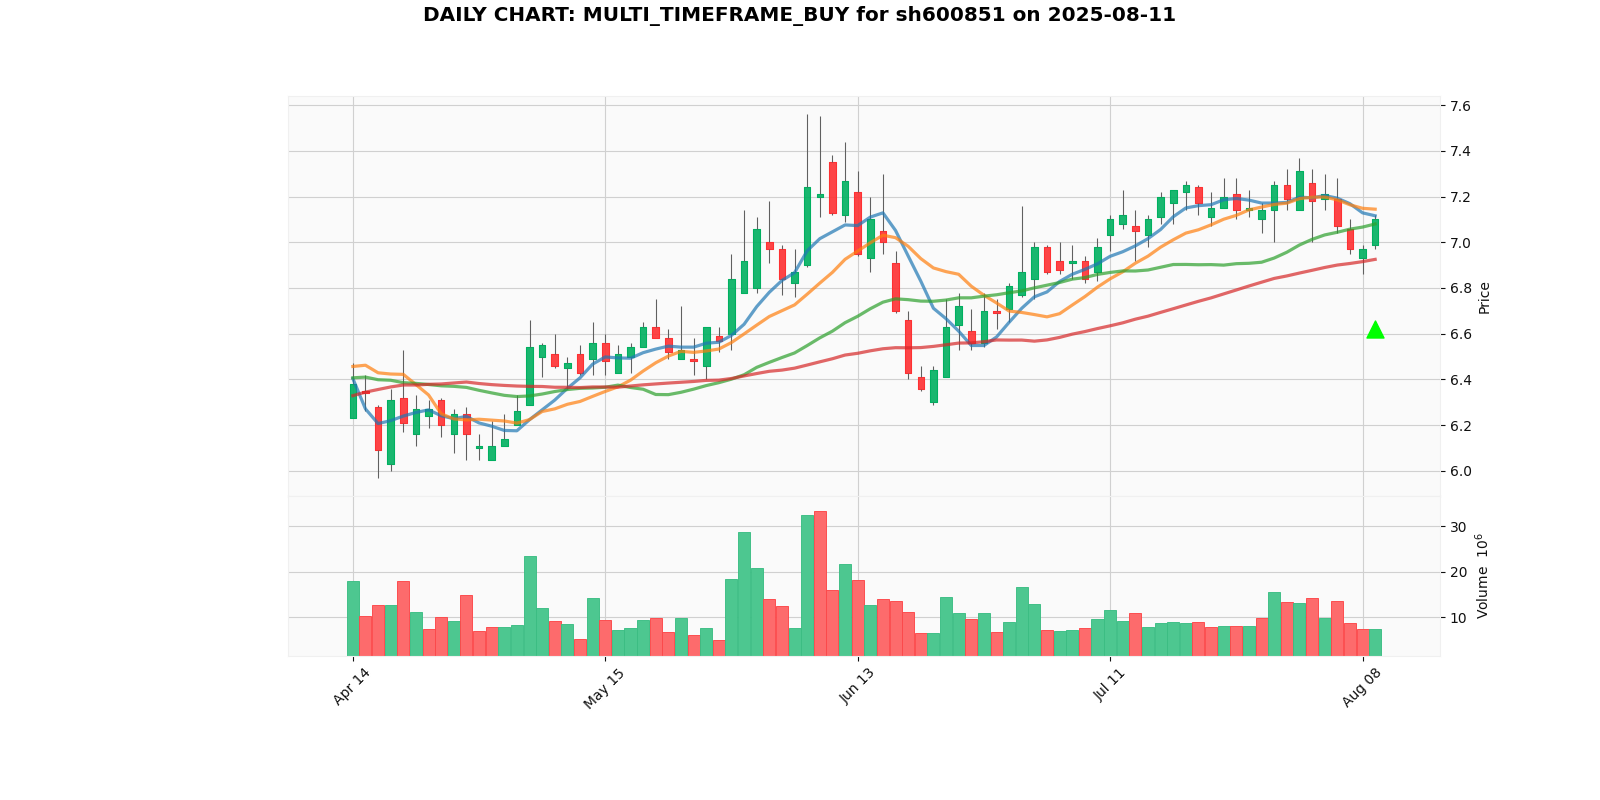 DAILY CHART: MULTI_TIMEFRAME_BUY for sh600851 on 2025-08-11
7.6
7.4
7.2
7.0
6.8
6.6
6.4
6.2
6.0
Price
30
20
10
Volume 10⁶
Apr 14
May 15
Jun 13
Jul 11
Aug 08